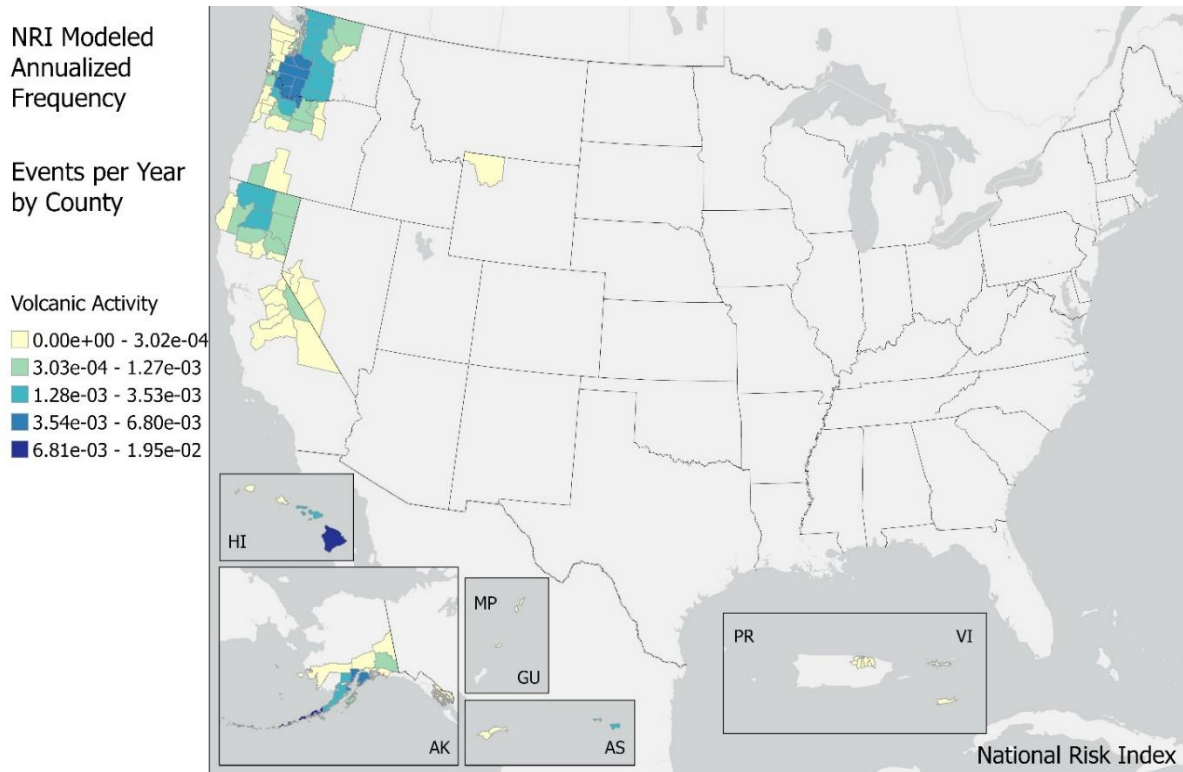 NRI Modeled
Annualized
Frequency
Events per Year
by County
Volcanic Activity
0.00e+00 - 3.02e-04
3.03e-04 - 1.27e-03
1.28e-03 - 3.53e-03
3.54e-03 - 6.80e-03
6.81e-03 - 1.95e-02
HI
AK
MP
GU
AS
PR
VI
National Risk Index